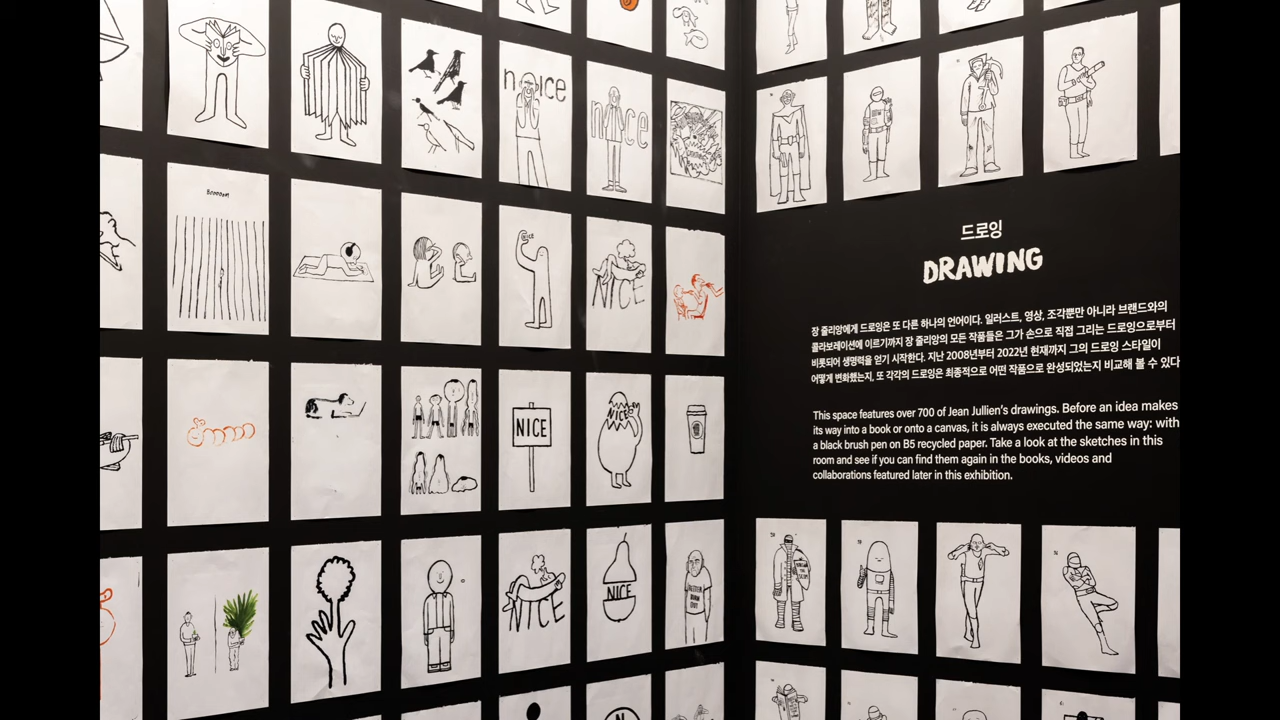 noice
nice
Boooooom
NICE
NICE
NICE
NICE
NICE
NICE
드로잉
DRAWING
장 줄리앙에게 드로잉은 또 다른 하나의 언어이다. 일러스트, 영상, 조각뿐만 아니라 브랜드와의
콜라보레이션에 이르기까지 장 줄리앙의 모든 작품들은 그가 손으로 직접 그리는 드로잉으로부터
비롯되어 생명력을 얻기 시작한다. 지난 2008년부터 2022년 현재까지 그의 드로잉 스타일이
어떻게 변화했는지, 또 각각의 드로잉은 최종적으로 어떤 작품으로 완성되었는지 비교해 볼 수 있다
This space features over 700 of Jean Jullien's drawings. Before an idea makes
its way into a book or onto a canvas, it is always executed the same way: with
a black brush pen on B5 recycled paper. Take a look at the sketches in this
room and see if you can find them again in the books, videos and
collaborations featured later in this exhibition.